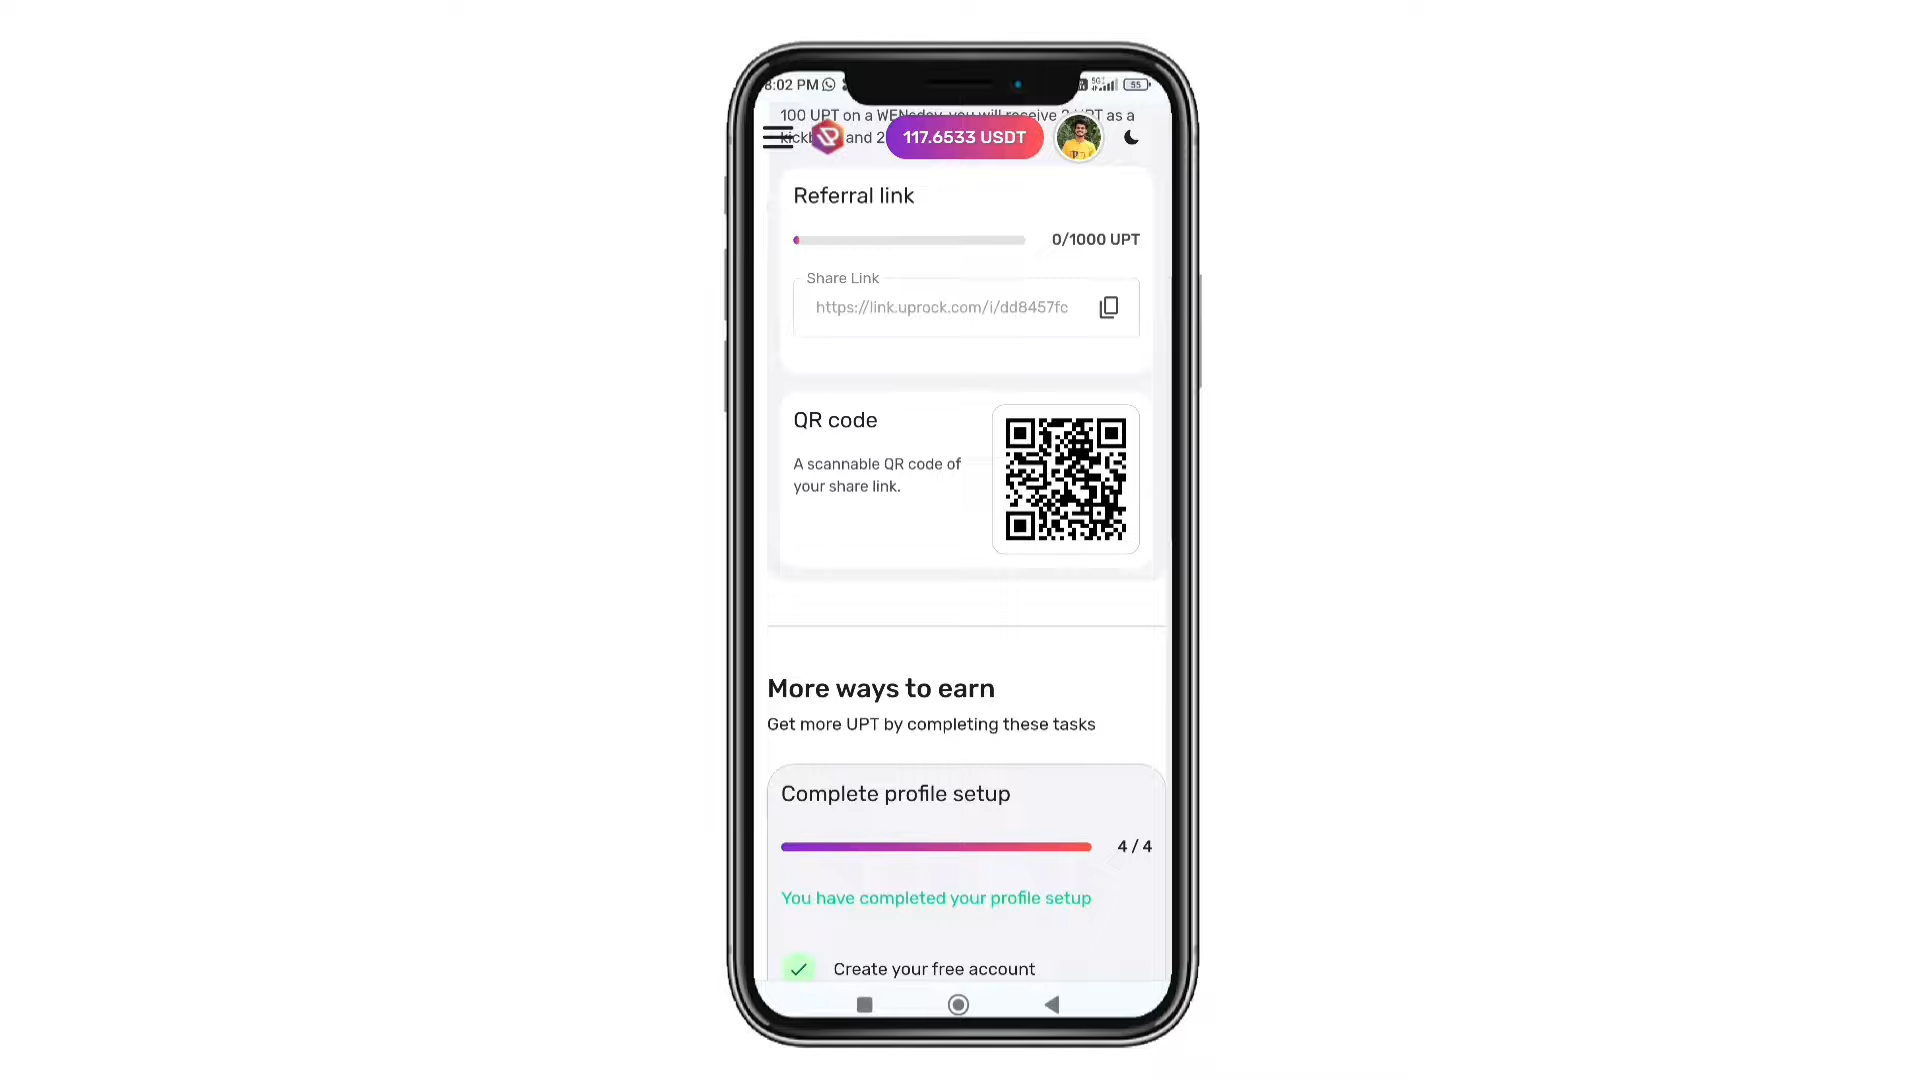 8:02 PM
55
100 UPT on a WENsday, you will receive 2 UPT as a
kickb and 2
117.6533 USDT
Referral link
0/1000 UPT
Share Link
https://link.uprock.com/i/dd8457fc
QR code
A scannable QR code of
your share link.
More ways to earn
Get more UPT by completing these tasks
Complete profile setup
4 / 4
You have completed your profile setup
Create your free account